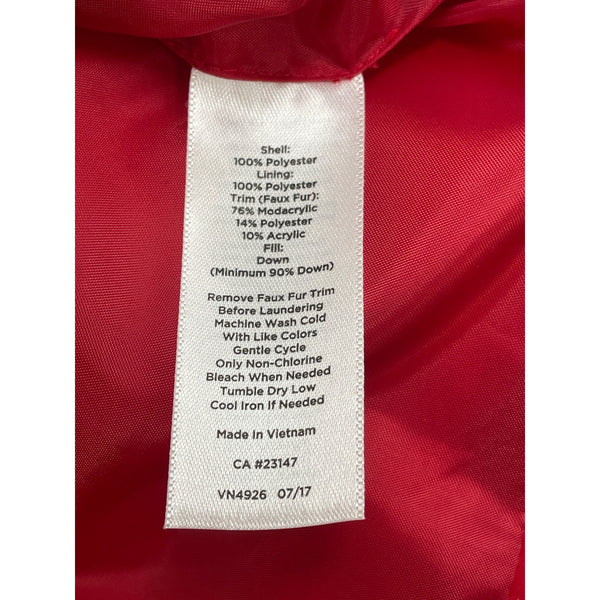 Shell:
100% Polyester
Lining:
100% Polyester
Trim (Faux Fur):
76% Modacrylic
14% Polyester
10% Acrylic
Fill:
Down
(Minimum 90% Down)
Remove Faux Fur Trim
Before Laundering
Machine Wash Cold
With Like Colors
Gentle Cycle
Only Non-Chlorine
Bleach When Needed
Tumble Dry Low
Cool Iron If Needed
Made In Vietnam
CA #23147
VN4926 07/17